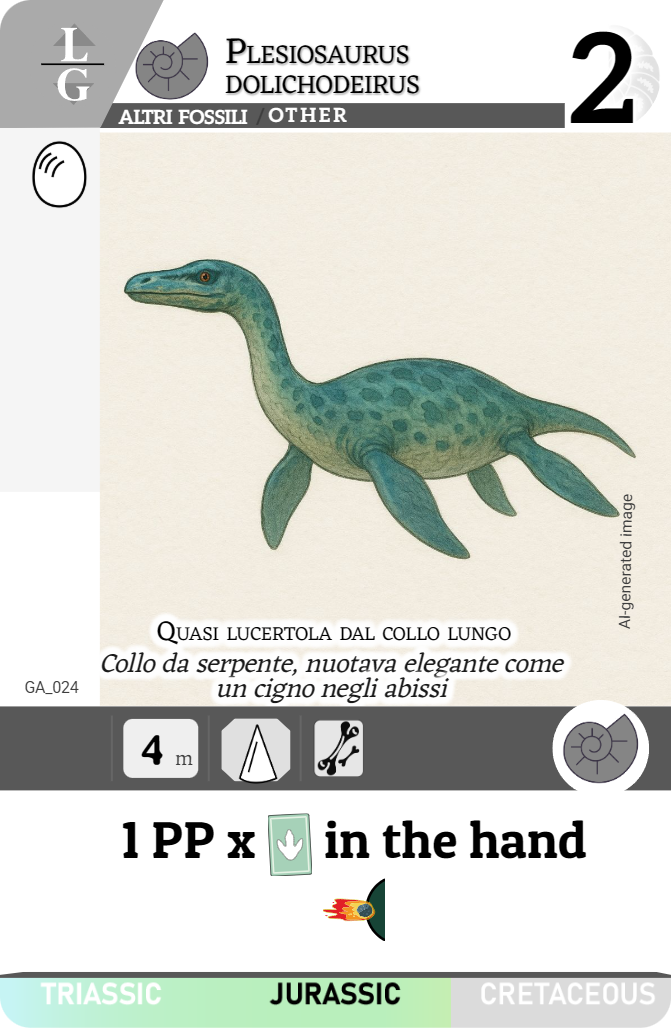 L
G
PLESIOSAURUS
DOLICHODEIRUS
2
ALTRI FOSSILI / OTHER
AI-generated image
QUASI LUCERTOLA DAL COLLO LUNGO
Collo da serpente, nuotava elegante come
un cigno negli abissi
GA_024
4 m
1 PP x in the hand
TRIASSIC JURASSIC CRETACEOUS